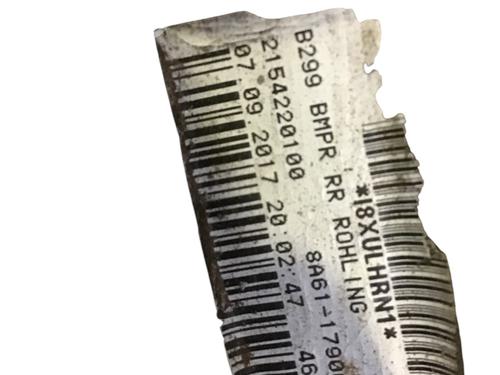 *I8XULHRN1*
B299 BMPR RR ROHLING
2154220100 8A61-1790
07.09.2017 20:02:47 46